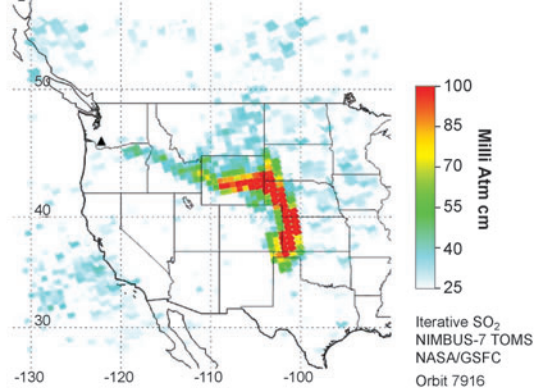 50
40
30
-130
-120
-110
-100
100
85
70
55
40
25
Milli Atm cm
Iterative SO₂
NIMBUS-7 TOMS
NASA/GSFC
Orbit 7916